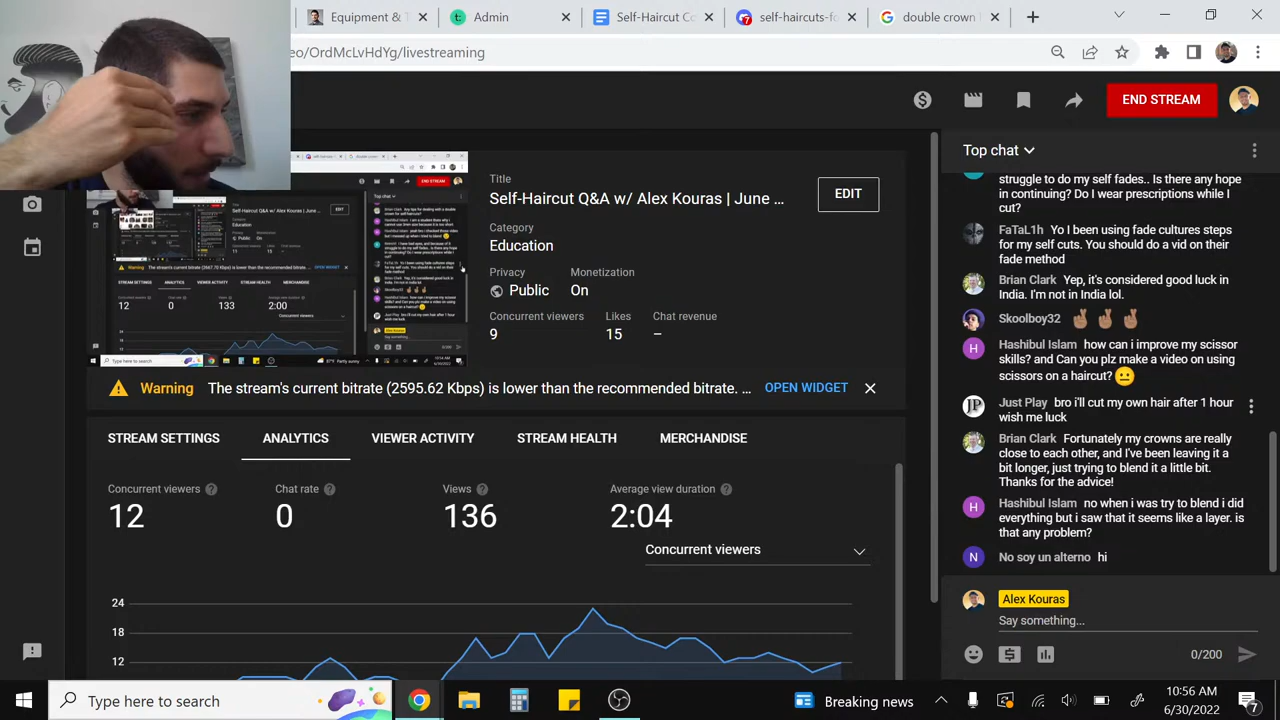 Equipment & T
Admin
Self-Haircut Co
self-haircuts-fo
double crown h
eo/OrdMcLvHdYg/livestreaming
END STREAM
Title
Self-Haircut Q&A w/ Alex Kouras | June ...
EDIT
Category
Education
Privacy
Public
Monetization
On
Concurrent viewers
9
Likes
15
Chat revenue
–
Warning
The stream's current bitrate (2595.62 Kbps) is lower than the recommended bitrate. ...
OPEN WIDGET
STREAM SETTINGS
ANALYTICS
VIEWER ACTIVITY
STREAM HEALTH
MERCHANDISE
Concurrent viewers
12
Chat rate
0
Views
136
Average view duration
2:04
Concurrent viewers
24
18
12
Top chat
struggle to do my self fades.. Is there any hope
in continuing if I wear prescriptions while I
cut?
FaTaL1ty Yo I been using fade cultures steps
for my self cuts. You should do a vid on their
fade method
Brian Clark Yep, it's considered good luck in
India. I'm not in India lol
Skoolboy32
Hashibul Islam how can i improve my scissor
skills? and Can you plz make a video on using
scissors on a haircut?
Just Play bro i'll cut my own hair after 1 hour
wish me luck
Brian Clark Fortunately my crowns are really
close to each other, and I've been leaving it a
bit longer, just trying to blend it a little bit.
Thanks for the advice!
Hashibul Islam no when i was try to blend i did
everything but i saw that it seems like a layer. is
that any problem?
No soy un alterno hi
Alex Kouras
Say something...
0/200
Type here to search
Breaking news
10:56 AM
6/30/2022